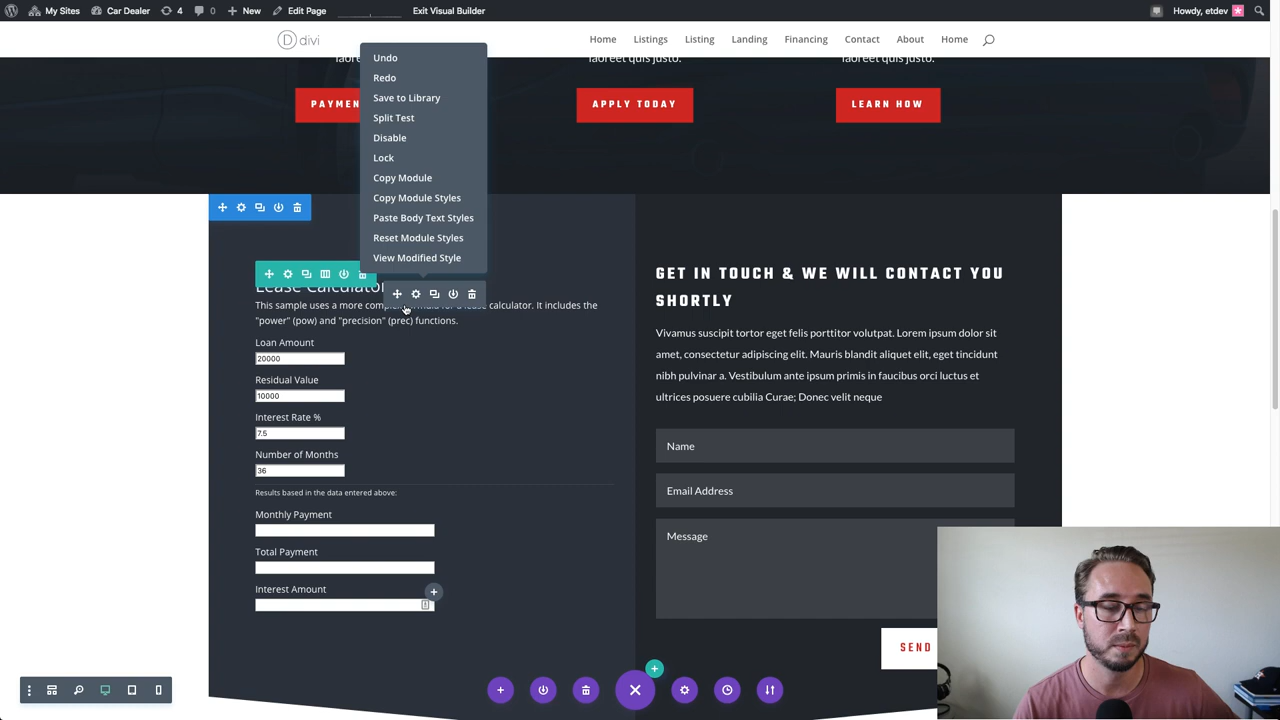 My Sites
Car Dealer
4
0
New
Edit Page
Exit Visual Builder
Howdy, etdev
divi
Home
Listings
Listing
Landing
Financing
Contact
About
Home
laoreet quis justo.
laoreet quis justo.
PAYMEN
APPLY TODAY
LEARN HOW
Undo
Redo
Save to Library
Split Test
Disable
Lock
Copy Module
Copy Module Styles
Paste Body Text Styles
Reset Module Styles
View Modified Style
Lease Calculator
This sample uses a more complex formula for a lease calculator. It includes the
"power" (pow) and "precision" (prec) functions.
Loan Amount
20000
Residual Value
10000
Interest Rate %
7.5
Number of Months
36
Results based in the data entered above:
Monthly Payment
Total Payment
Interest Amount
GET IN TOUCH & WE WILL CONTACT YOU
SHORTLY
Vivamus suscipit tortor eget felis porttitor volutpat. Lorem ipsum dolor sit
amet, consectetur adipiscing elit. Mauris blandit aliquet elit, eget tincidunt
nibh pulvinar a. Vestibulum ante ipsum primis in faucibus orci luctus et
ultrices posuere cubilia Curae; Donec velit neque
Name
Email Address
Message
SEND